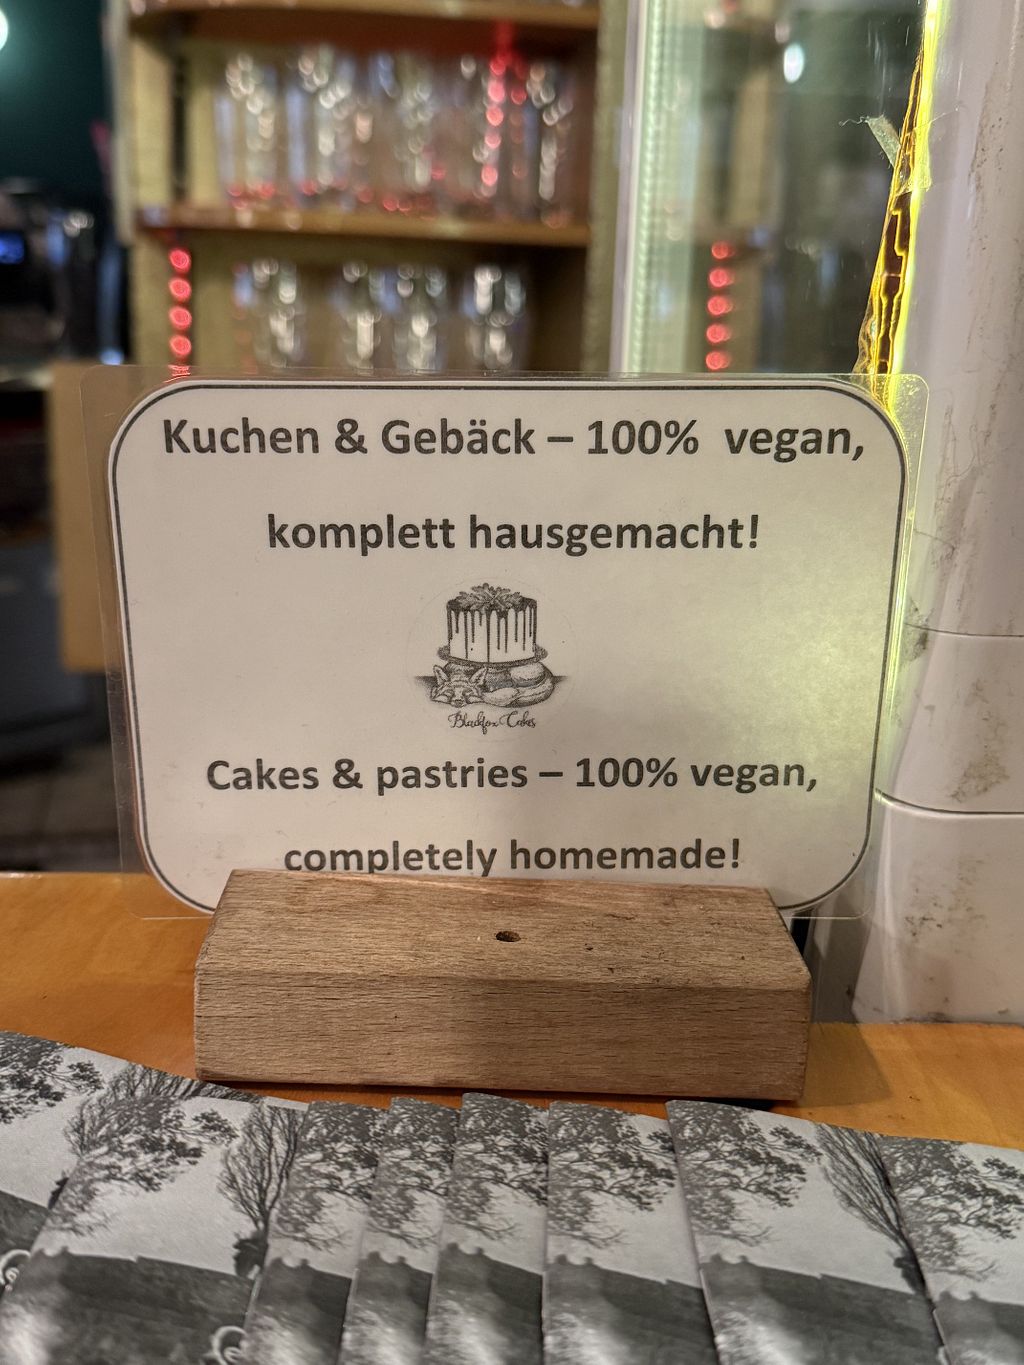 Kuchen & Gebäck – 100% vegan,
komplett hausgemacht!
Blackfox Cakes
Cakes & pastries – 100% vegan,
completely homemade!